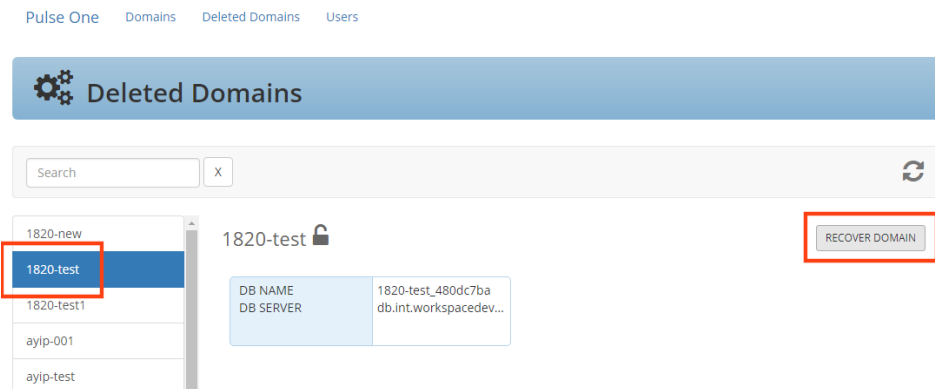 Pulse One Domains Deleted Domains Users
Deleted Domains
Search X
1820-new
1820-test
1820-test1
ayip-001
ayip-test
1820-test
RECOVER DOMAIN
DB NAME 1820-test_480dc7ba
DB SERVER db.int.workspacedev...